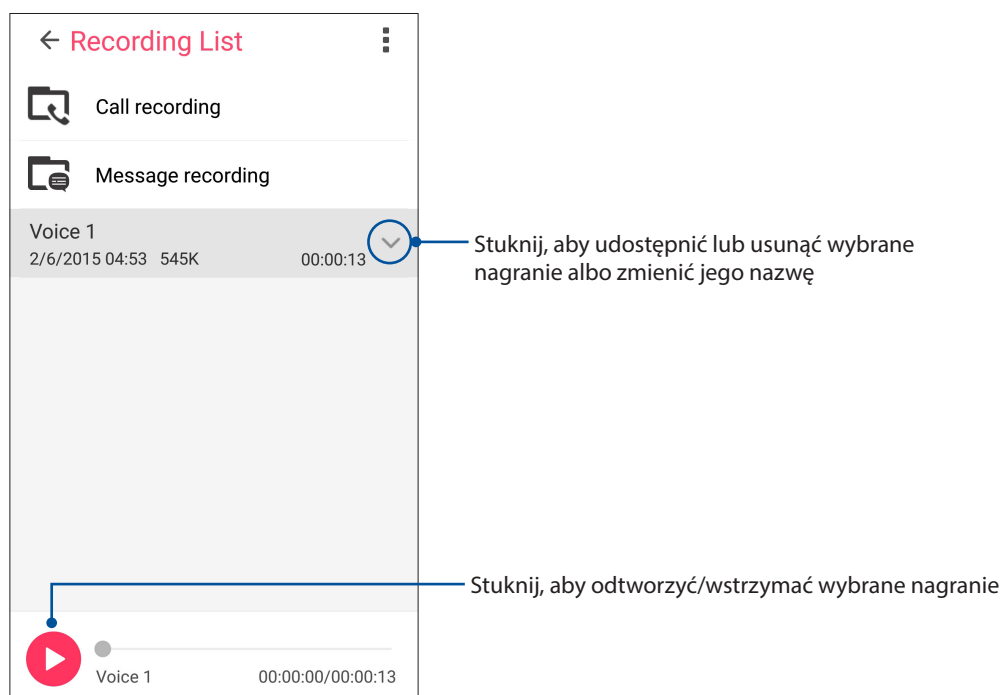 Recording List
Call recording
Message recording
Voice 1
2/6/2015 04:53 545K 00:00:13
Stuknij, aby udostępnić lub usunąć wybrane
nagranie albo zmienić jego nazwę
Stuknij, aby odtworzyć/wstrzymać wybrane nagranie
Voice 1 00:00:00/00:00:13